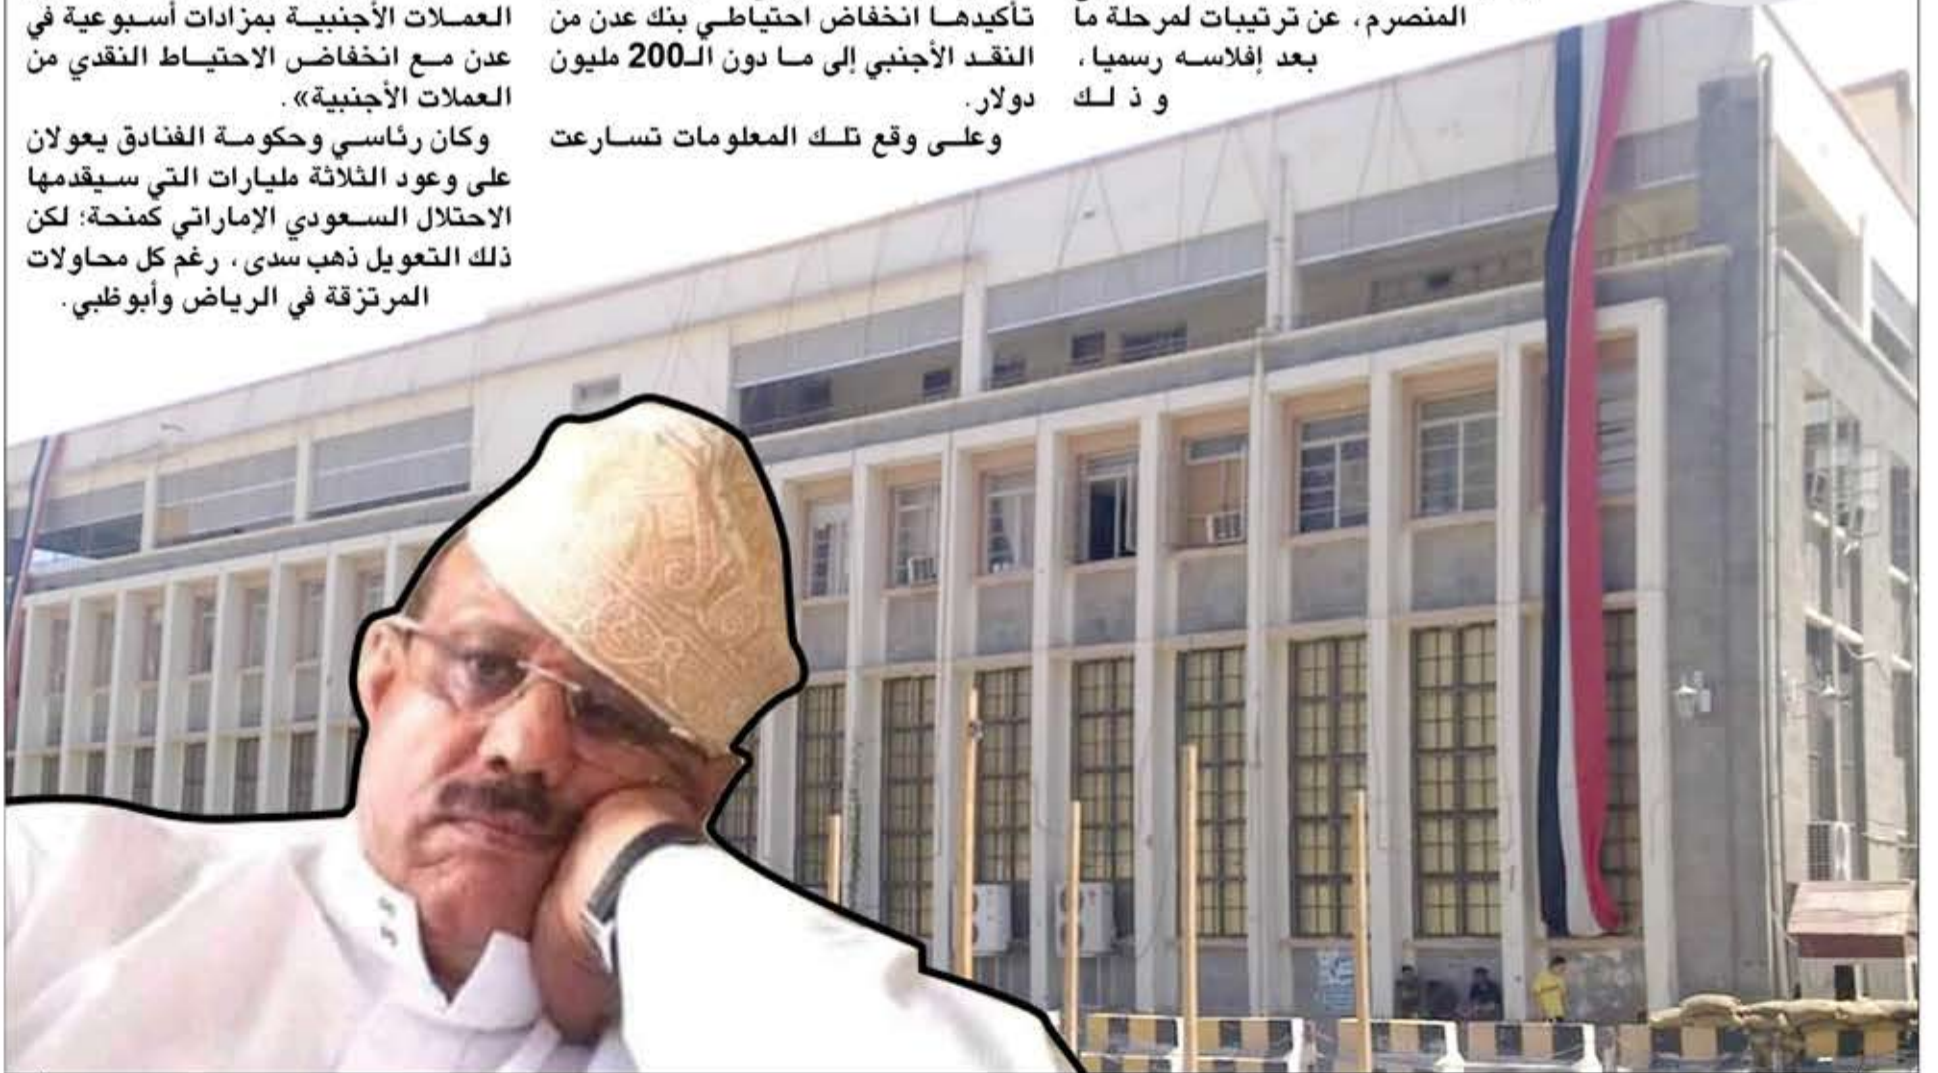 المنصرم، عن ترتيبات لمرحلة ما
بعد إفلاسه رسميا،
وذلك
تأكيدها انخفاض احتياطي بنك عدن من
النقد الأجنبي إلى ما دون الـ200 مليون
دولار.
وعلى وقع تلك المعلومات تسارعت
العملات الأجنبية بمزادات أسبوعية في
عدن مع انخفاض الاحتياط النقدي من
العملات الأجنبية».
وكان رئاسي وحكومة الفنادق يعولان
على وعود الثلاثة مليارات التي سيقدمها
الاحتلال السعودي الإماراتي كمنحة؛ لكن
ذلك التعويل ذهب سدى، رغم كل محاولات
المرتزقة في الرياض وأبوظبي.